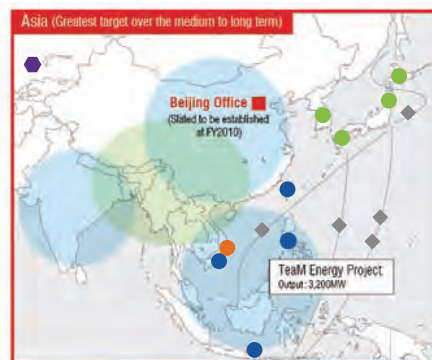 Asia (Greatest target over the medium to long term)
Beijing Office
(Slated to be established
at FY2010)
TeaM Energy Project
Output: 3,200MW